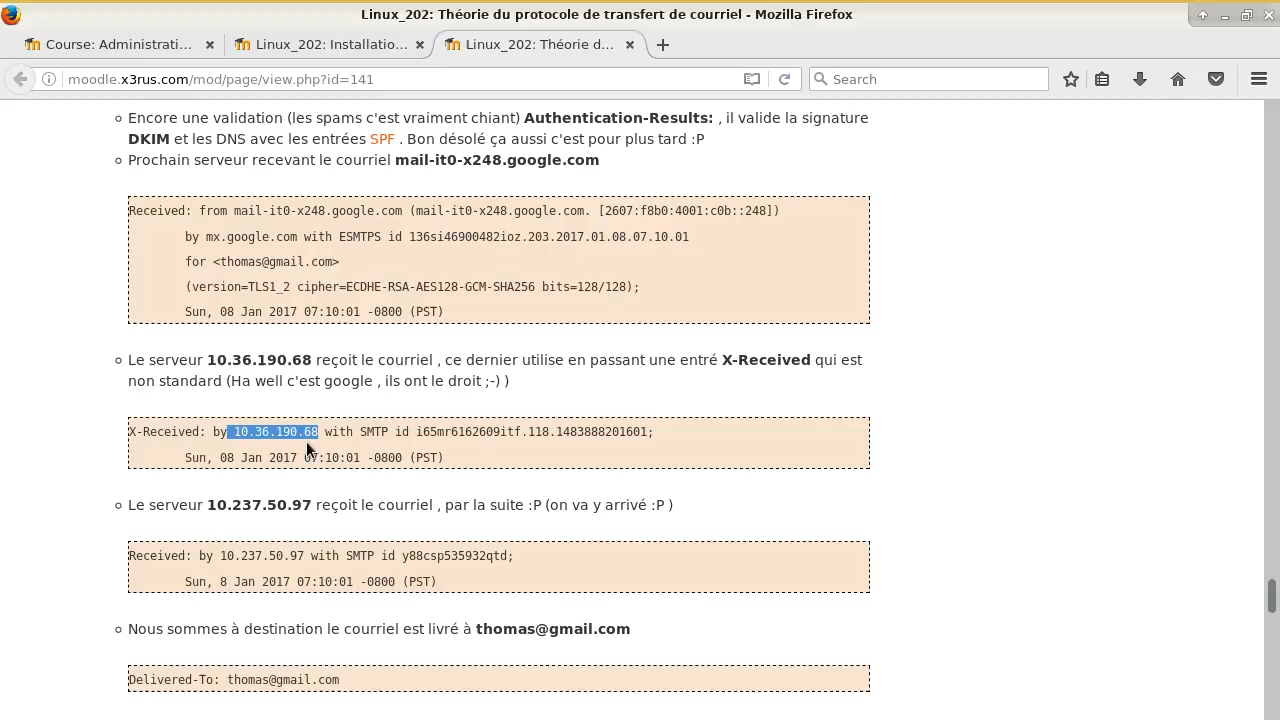 Linux_202: Théorie du protocole de transfert de courriel - Mozilla Firefox
Course: Administrati...
Linux_202: Installatio...
Linux_202: Théorie d...
moodle.x3rus.com/mod/page/view.php?id=141
Search
Encore une validation (les spams c'est vraiment chiant) Authentication-Results: , il valide la signature
DKIM et les DNS avec les entrées SPF . Bon désolé ça aussi c'est pour plus tard :P
Prochain serveur recevant le courriel mail-it0-x248.google.com
Received: from mail-it0-x248.google.com (mail-it0-x248.google.com. [2607:f8b0:4001:c0b::248])
by mx.google.com with ESMTPS id 136si46900482ioz.203.2017.01.08.07.10.01
for <thomas@gmail.com>
(version=TLS1_2 cipher=ECDHE-RSA-AES128-GCM-SHA256 bits=128/128);
Sun, 08 Jan 2017 07:10:01 -0800 (PST)
Le serveur 10.36.190.68 reçoit le courriel , ce dernier utilise en passant une entré X-Received qui est
non standard (Ha well c'est google , ils ont le droit ;-) )
X-Received: by 10.36.190.68 with SMTP id i65mr6162609itf.118.1483888201601;
Sun, 08 Jan 2017 07:10:01 -0800 (PST)
Le serveur 10.237.50.97 reçoit le courriel , par la suite :P (on va y arrivé :P )
Received: by 10.237.50.97 with SMTP id y88csp535932qtd;
Sun, 8 Jan 2017 07:10:01 -0800 (PST)
Nous sommes à destination le courriel est livré à thomas@gmail.com
Delivered-To: thomas@gmail.com